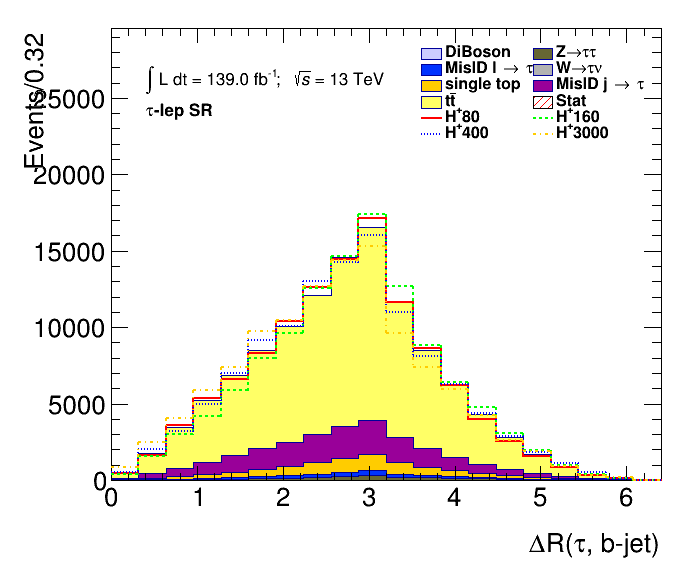 Events/0.32
∫ L dt = 139.0 fb⁻¹;   √s = 13 TeV
τ-lep SR
DiBoson
Z→ττ
MisID l → τ
W→τν
single top
MisID j → τ
tt̄
Stat
H⁺80
H⁺160
H⁺400
H⁺3000
25000
20000
15000
10000
5000
0
0 1 2 3 4 5 6
ΔR(τ, b-jet)